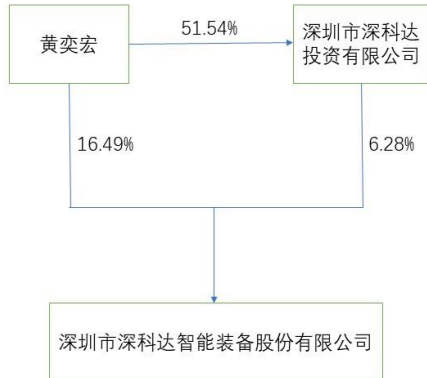 51.54%
黄奕宏
深圳市深科达
投资有限公司
16.49%
6.28%
深圳市深科达智能装备股份有限公司